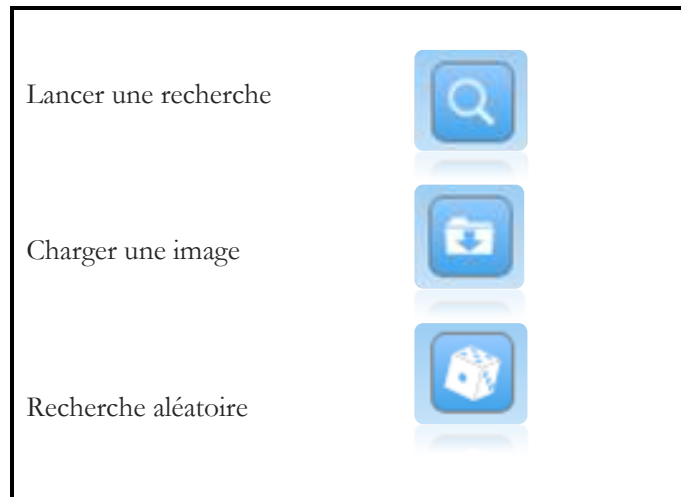 Lancer une recherche
Charger une image
Recherche aléatoire